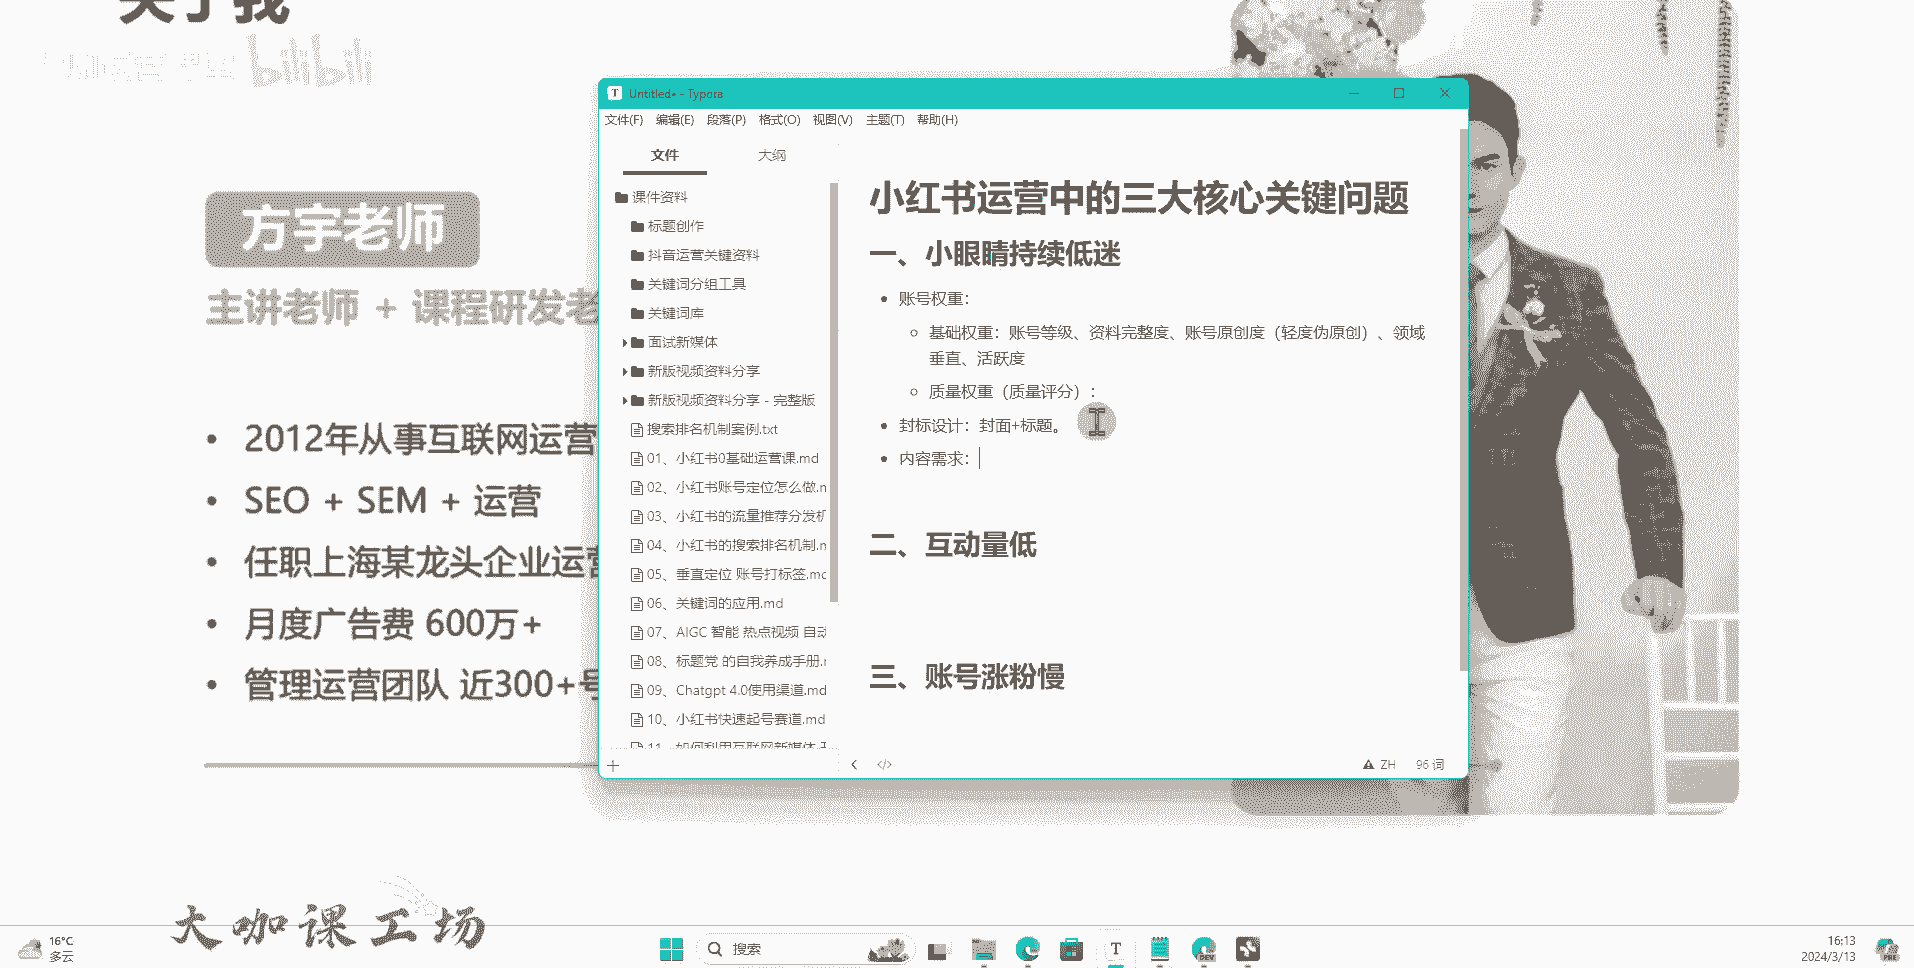 关于我
bilibili
方宇老师
主讲老师 + 课程研发老
• 2012年从事互联网运营
• SEO + SEM + 运营
• 任职上海某龙头企业运营
• 月度广告费 600万+
• 管理运营团队 近300+号
大咖课工场
Untitled• - Typora
文件(F) 编辑(E) 段落(P) 格式(O) 视图(V) 主题(T) 帮助(H)
文件 大纲
课件资料
标题创作
抖音运营关键资料
关键词分组工具
关键词库
面试新媒体
新版视频资料分享
新版视频资料分享 - 完整版
搜索排名机制案例.txt
01、小红书0基础运营课.md
02、小红书账号定位怎么做.m
03、小红书的流量推荐分发机
04、小红书的搜索排名机制.m
05、垂直定位 账号打标签.md
06、关键词的应用.md
07、AIGC 智能 热点视频 自动
08、标题党 的自我养成手册.m
09、Chatgpt 4.0使用渠道.md
10、小红书快速起号赛道.md
11、如何利用互联网新媒体
小红书运营中的三大核心关键问题
一、小眼睛持续低迷
• 账号权重：
基础权重：账号等级、资料完整度、账号原创度（轻度伪原创）、领域
垂直、活跃度
质量权重（质量评分）：
• 封标设计：封面+标题。
• 内容需求：
二、互动量低
三、账号涨粉慢
ZH 96 词
16°C
多云
搜索
T
DEV
PRE
16:13
2024/3/13